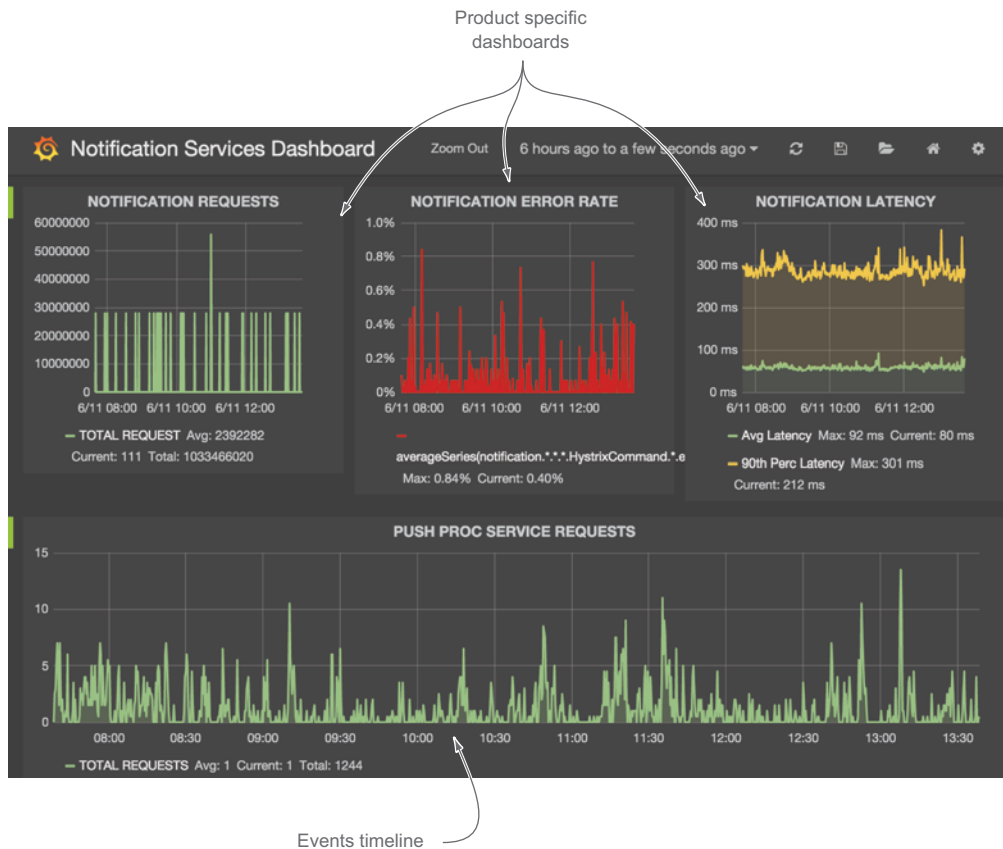 Product specific
dashboards
Notification Services Dashboard
Zoom Out
6 hours ago to a few seconds ago
NOTIFICATION REQUESTS
60000000
50000000
40000000
30000000
20000000
10000000
0
6/11 08:00 6/11 10:00 6/11 12:00
TOTAL REQUEST Avg: 2392282
Current: 111 Total: 1033466020
NOTIFICATION ERROR RATE
1.0%
0.8%
0.6%
0.4%
0.2%
0%
6/11 08:00 6/11 10:00 6/11 12:00
averageSeries(notification.*.*.*.HystrixCommand.*.e
Max: 0.84% Current: 0.40%
NOTIFICATION LATENCY
400 ms
300 ms
200 ms
100 ms
0 ms
6/11 08:00 6/11 10:00 6/11 12:00
Avg Latency Max: 92 ms Current: 80 ms
90th Perc Latency Max: 301 ms
Current: 212 ms
PUSH PROC SERVICE REQUESTS
15
10
5
0
08:00 08:30 09:00 09:30 10:00 10:30 11:00 11:30 12:00 12:30 13:00 13:30
TOTAL REQUESTS Avg: 1 Current: 1 Total: 1244
Events timeline